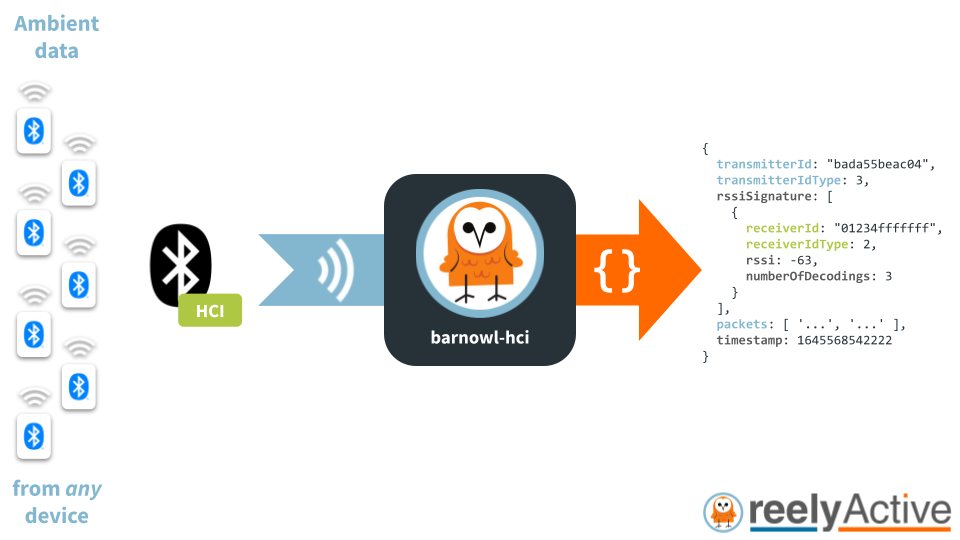 Ambient
data
from any
device
HCI
{}
barnowl-hci
{
transmitterId: "bada55beac04",
transmitterIdType: 3,
rssiSignature: [
{
receiverId: "01234fffffff",
receiverIdType: 2,
rssi: -63,
numberOfDecodings: 3
}
],
packets: [ '...', '...' ],
timestamp: 1645568542222
}
reelyActive